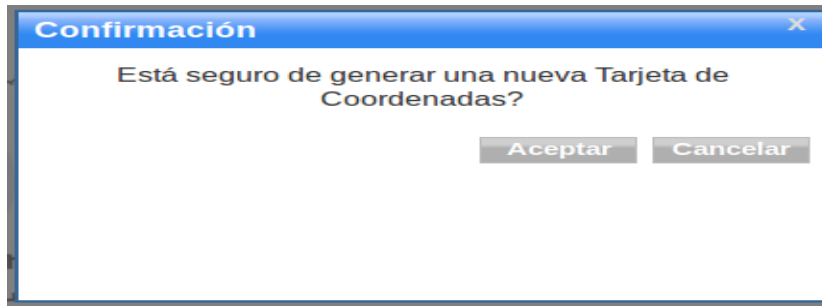 Confirmación X
Está seguro de generar una nueva Tarjeta de
Coordenadas?
Aceptar Cancelar